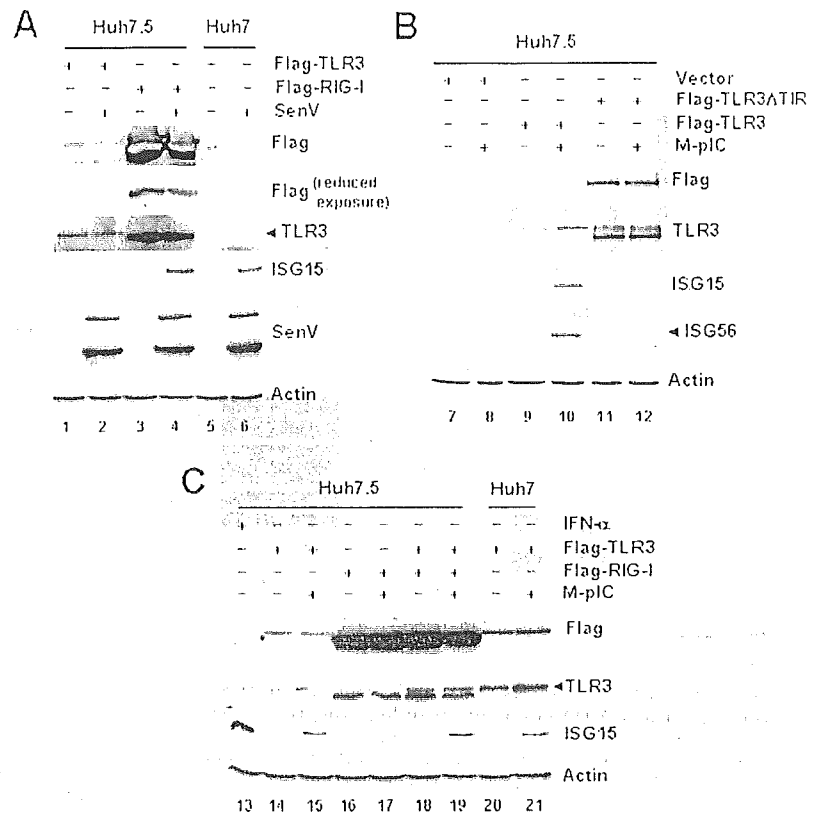 A
Huh7.5 Huh7
+ + − − − − Flag-TLR3
− − + + − − Flag-RIG-I
− + − + − + SenV
Flag
Flag (reduced exposure)
◄ TLR3
ISG15
SenV
Actin
1 2 3 4 5 6
B
Huh7.5
+ + − − − − Vector
− − − − + + Flag-TLR3ΔTIR
− − + + − − Flag-TLR3
− + − + − + M-pIC
Flag
TLR3
ISG15
◄ ISG56
Actin
7 8 9 10 11 12
C
Huh7.5 Huh7
+ − − − − − − − − IFN-α
− + + − − + + + + Flag-TLR3
− − − + + + + − − Flag-RIG-I
− − + − + − + − + M-pIC
Flag
◄TLR3
ISG15
Actin
13 14 15 16 17 18 19 20 21